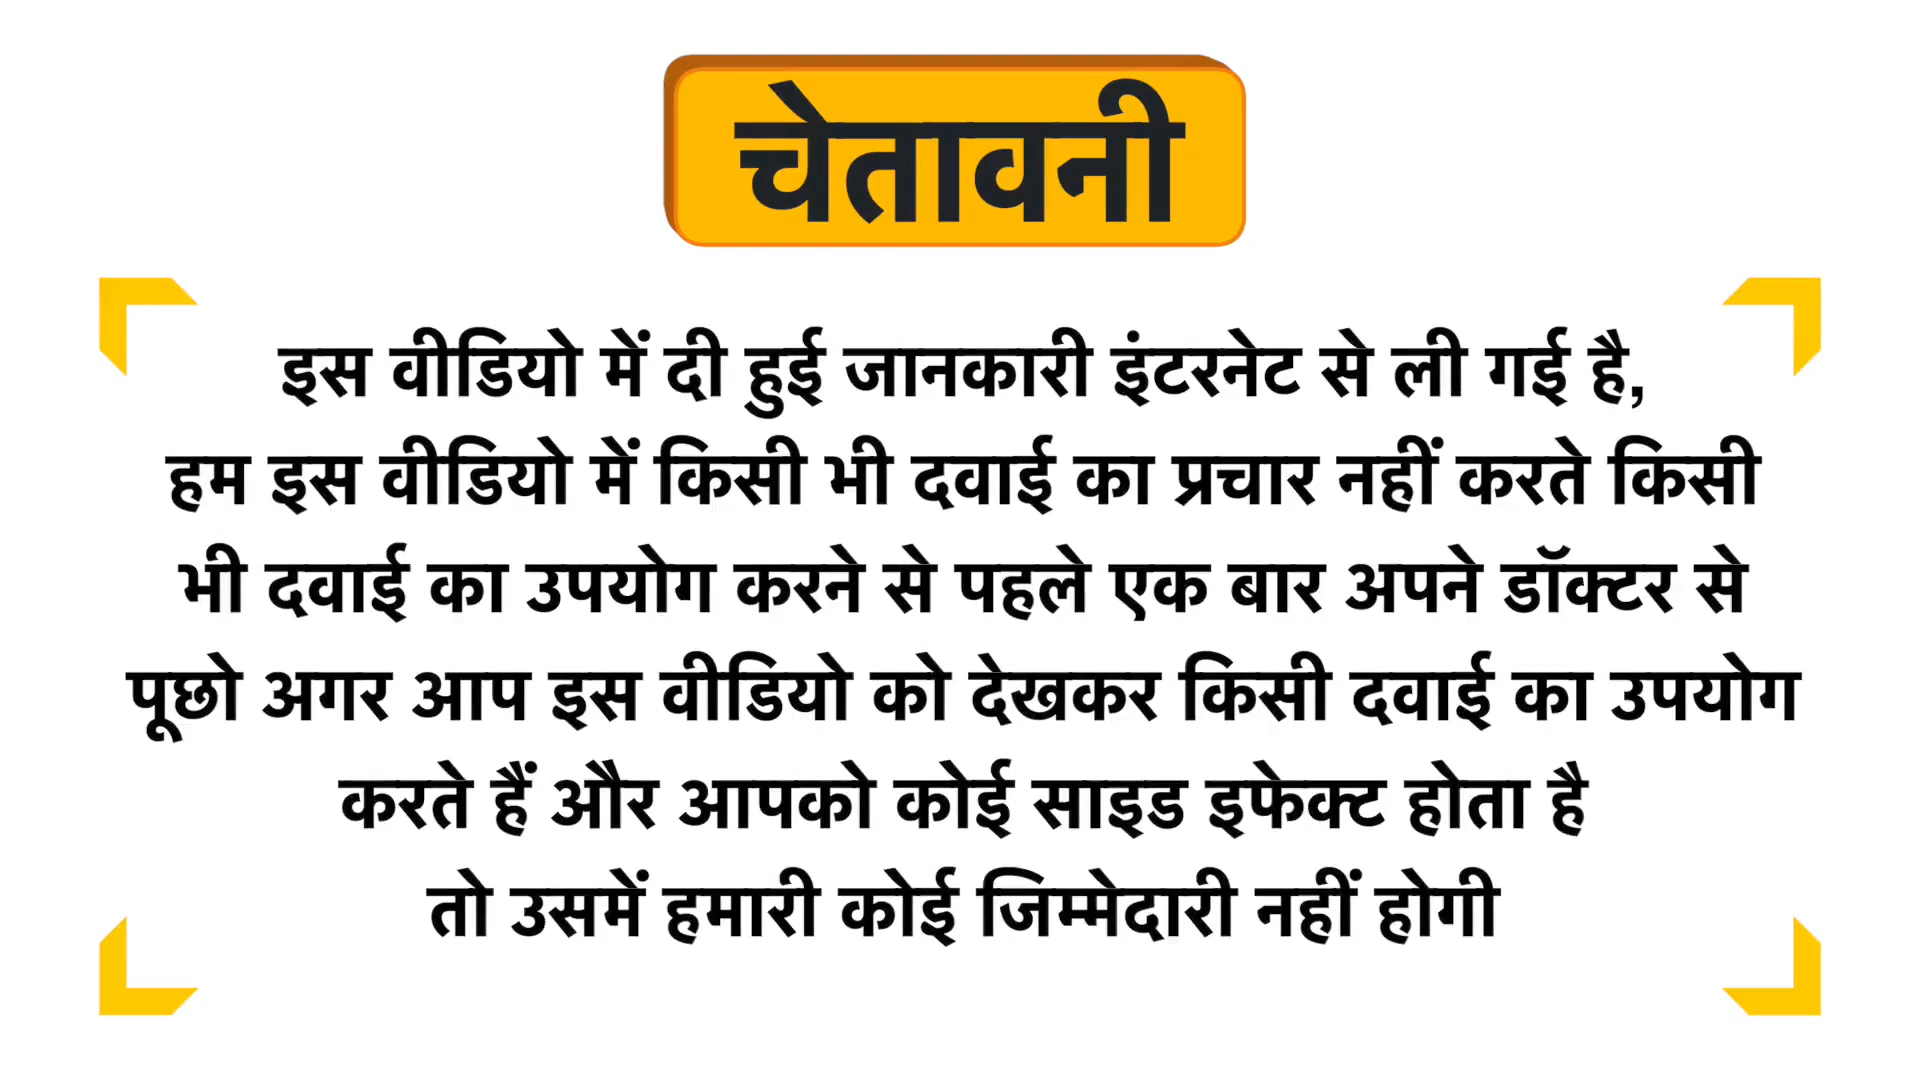 चेतावनी
इस वीडियो में दी हुई जानकारी इंटरनेट से ली गई है,
हम इस वीडियो में किसी भी दवाई का प्रचार नहीं करते किसी
भी दवाई का उपयोग करने से पहले एक बार अपने डॉक्टर से
पूछो अगर आप इस वीडियो को देखकर किसी दवाई का उपयोग
करते हैं और आपको कोई साइड इफेक्ट होता है
तो उसमें हमारी कोई जिम्मेदारी नहीं होगी